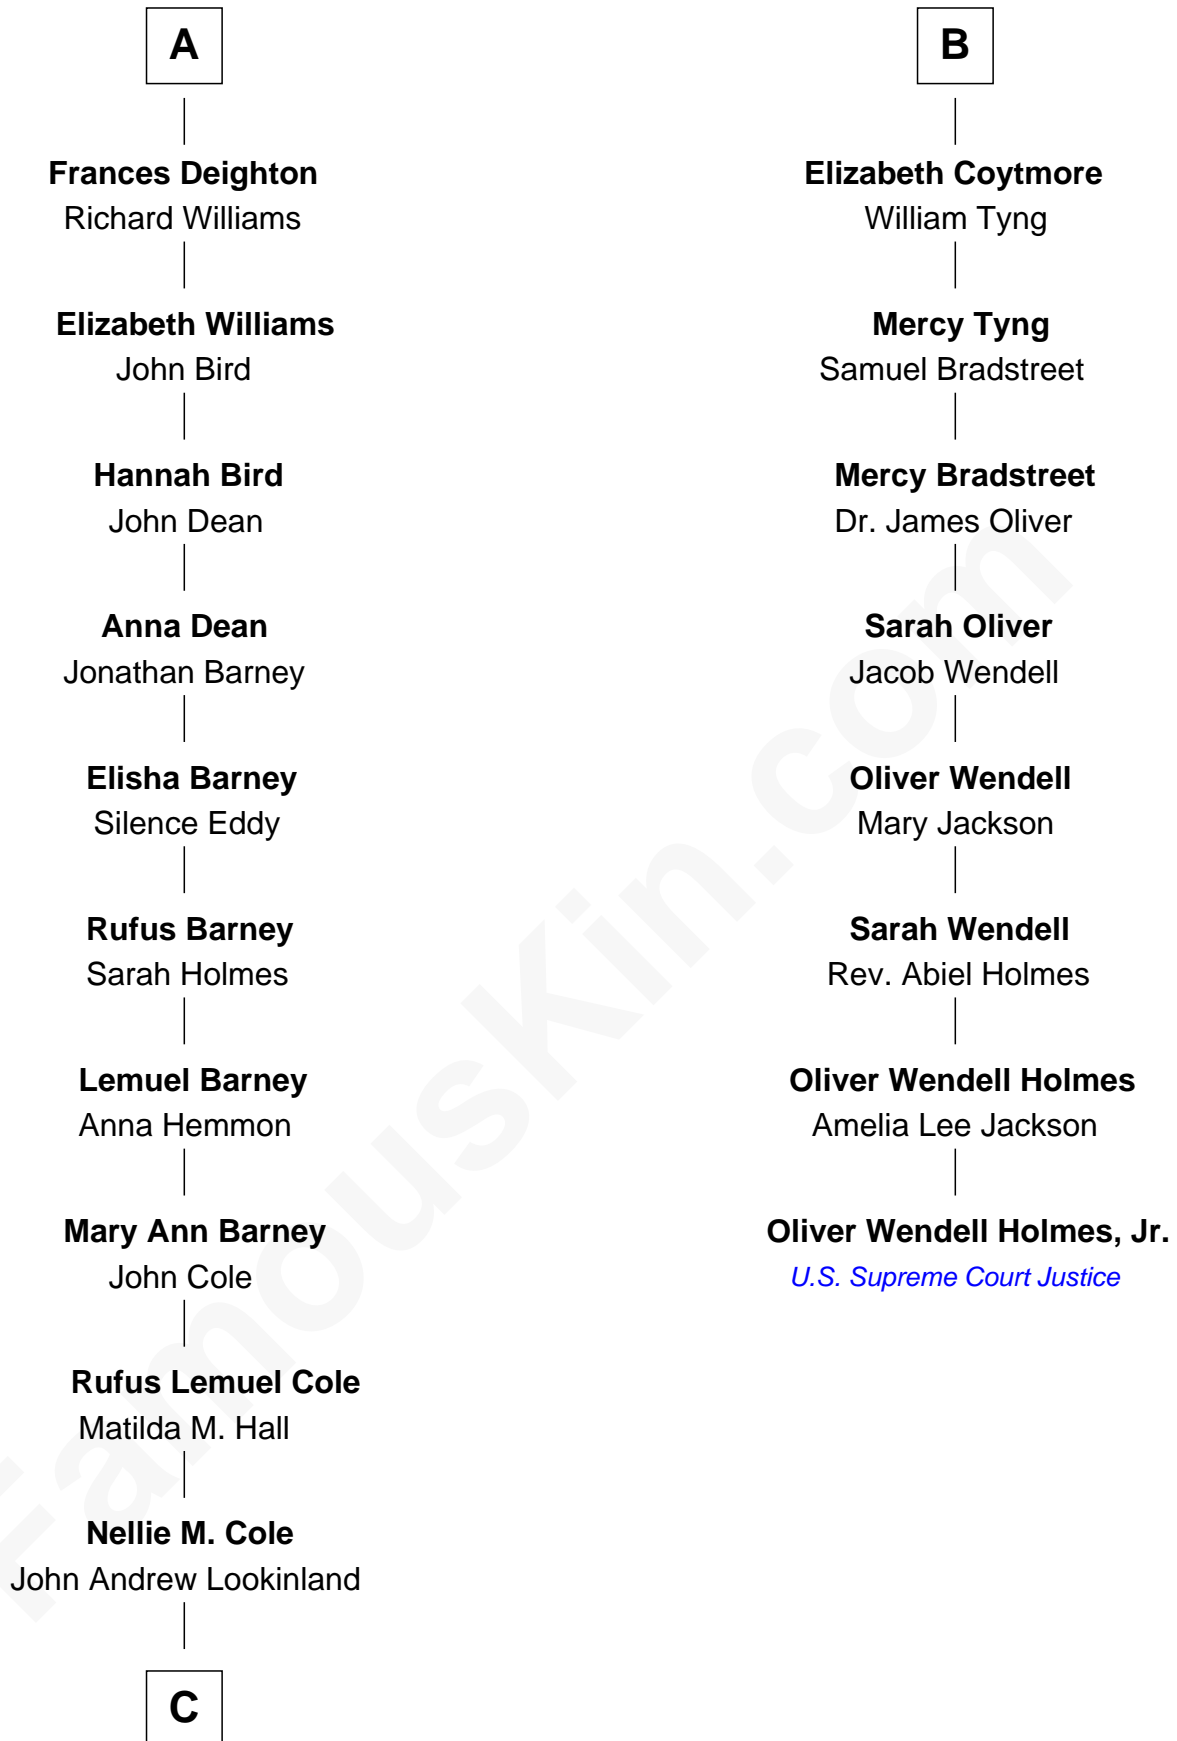 A
Frances Deighton
Richard Williams
Elizabeth Williams
John Bird
Hannah Bird
John Dean
Anna Dean
Jonathan Barney
Elisha Barney
Silence Eddy
Rufus Barney
Sarah Holmes
Lemuel Barney
Anna Hemmon
Mary Ann Barney
John Cole
Rufus Lemuel Cole
Matilda M. Hall
Nellie M. Cole
John Andrew Lookinland
C
B
Elizabeth Coytmore
William Tyng
Mercy Tyng
Samuel Bradstreet
Mercy Bradstreet
Dr. James Oliver
Sarah Oliver
Jacob Wendell
Oliver Wendell
Mary Jackson
Sarah Wendell
Rev. Abiel Holmes
Oliver Wendell Holmes
Amelia Lee Jackson
Oliver Wendell Holmes, Jr.
U.S. Supreme Court Justice
FamousKin.com